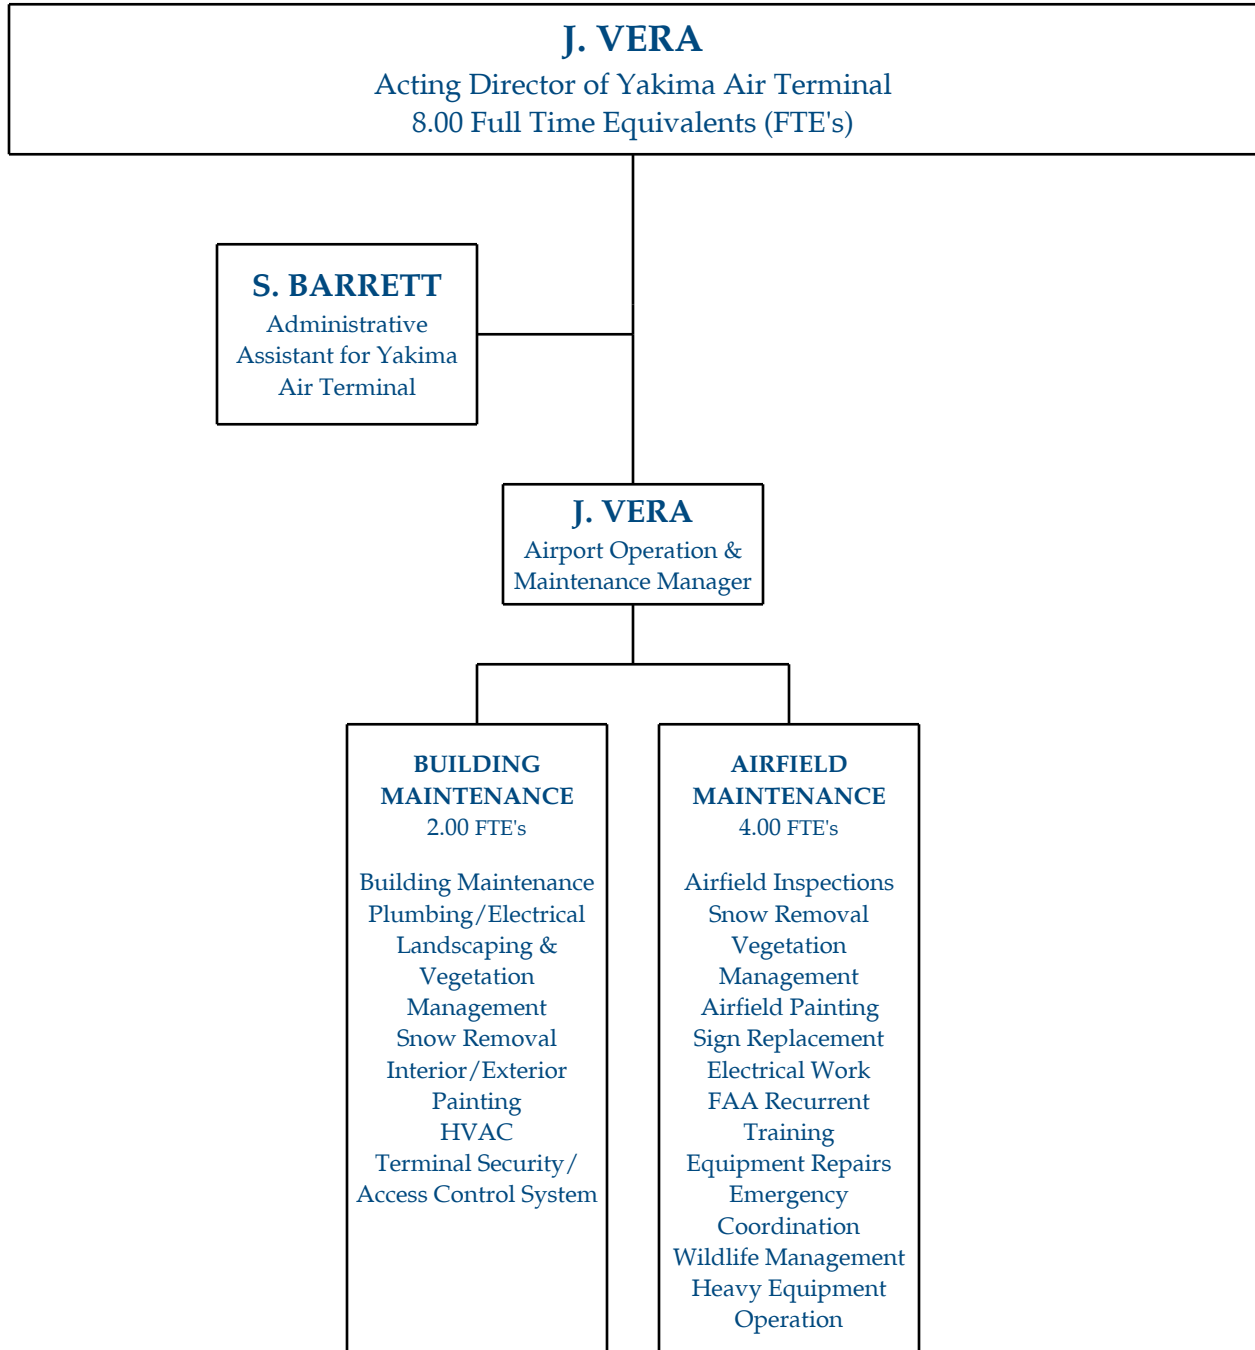 J. VERA
Acting Director of Yakima Air Terminal
8.00 Full Time Equivalents (FTE's)
S. BARRETT
Administrative
Assistant for Yakima
Air Terminal
J. VERA
Airport Operation &
Maintenance Manager
BUILDING
MAINTENANCE
2.00 FTE's
Building Maintenance
Plumbing/Electrical
Landscaping &
Vegetation
Management
Snow Removal
Interior/Exterior
Painting
HVAC
Terminal Security/
Access Control System
AIRFIELD
MAINTENANCE
4.00 FTE's
Airfield Inspections
Snow Removal
Vegetation
Management
Airfield Painting
Sign Replacement
Electrical Work
FAA Recurrent
Training
Equipment Repairs
Emergency
Coordination
Wildlife Management
Heavy Equipment
Operation